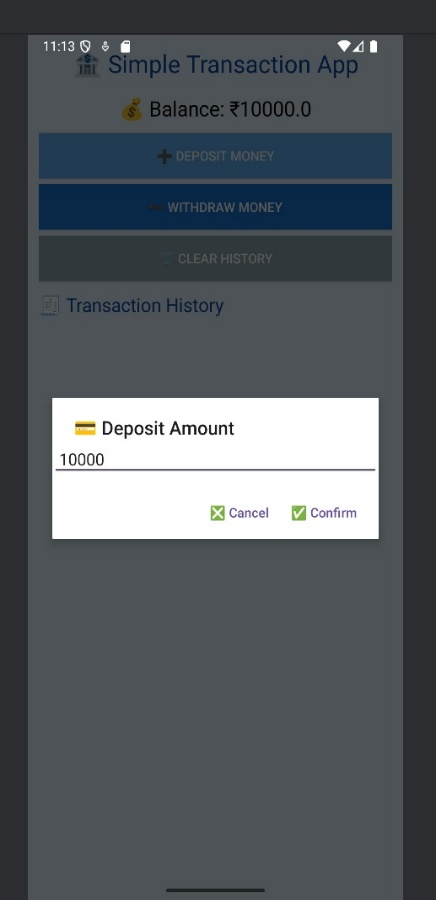 11:13
🏦 Simple Transaction App
💰 Balance: ₹10000.0
➕ DEPOSIT MONEY
➖ WITHDRAW MONEY
CLEAR HISTORY
🧾 Transaction History
💳 Deposit Amount
10000
❎ Cancel ✅ Confirm